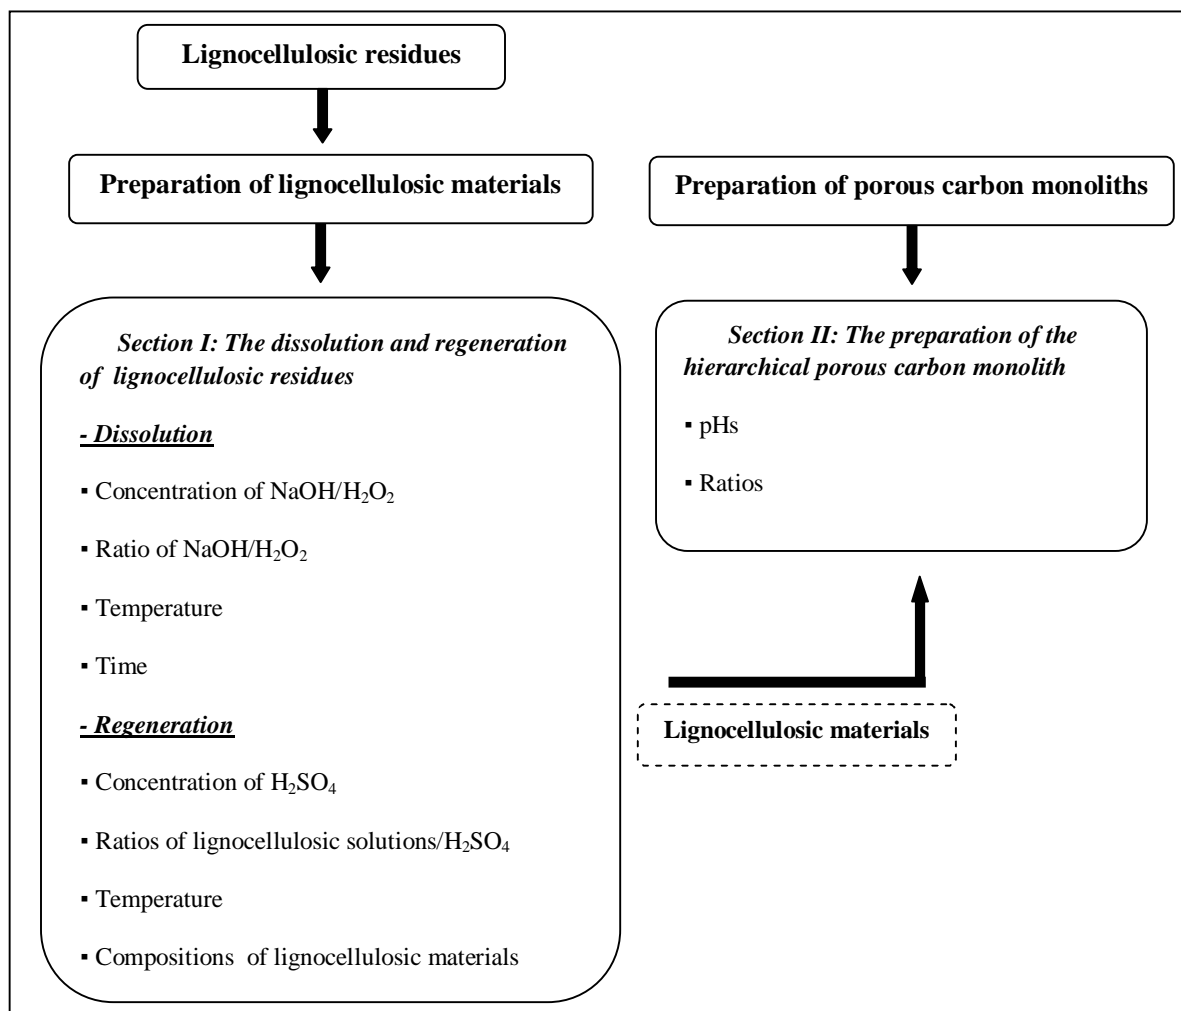 Lignocellulosic residues
Preparation of lignocellulosic materials
Section I: The dissolution and regeneration
of lignocellulosic residues
- Dissolution
▪ Concentration of NaOH/H₂O₂
▪ Ratio of NaOH/H₂O₂
▪ Temperature
▪ Time
- Regeneration
▪ Concentration of H₂SO₄
▪ Ratios of lignocellulosic solutions/H₂SO₄
▪ Temperature
▪ Compositions of lignocellulosic materials
Preparation of porous carbon monoliths
Section II: The preparation of the
hierarchical porous carbon monolith
▪ pHs
▪ Ratios
Lignocellulosic materials